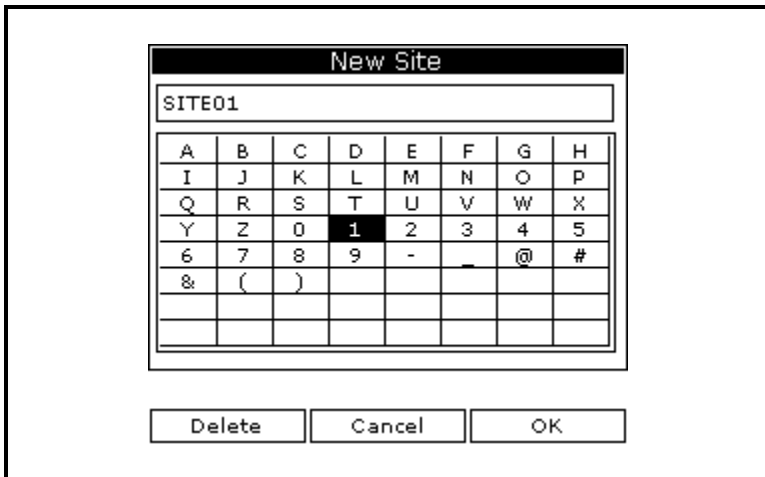 New Site
SITE01
A B C D E F G H
I J K L M N O P
Q R S T U V W X
Y Z 0 1 2 3 4 5
6 7 8 9 - _ @ #
& ( )
Delete Cancel OK